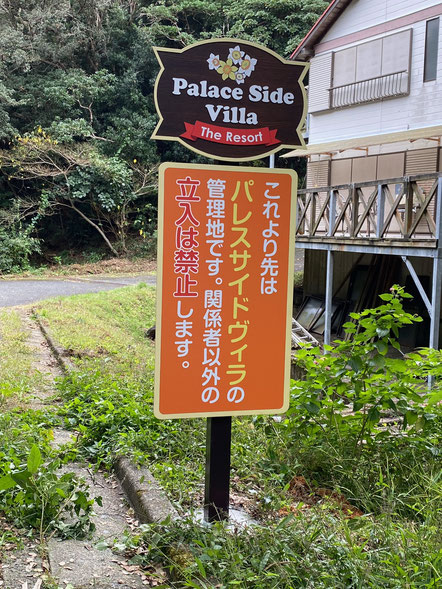 Palace Side
Villa
The Resort
これより先は
パレスサイドヴィラの
管理地です。関係者以外の
立入は禁止します。